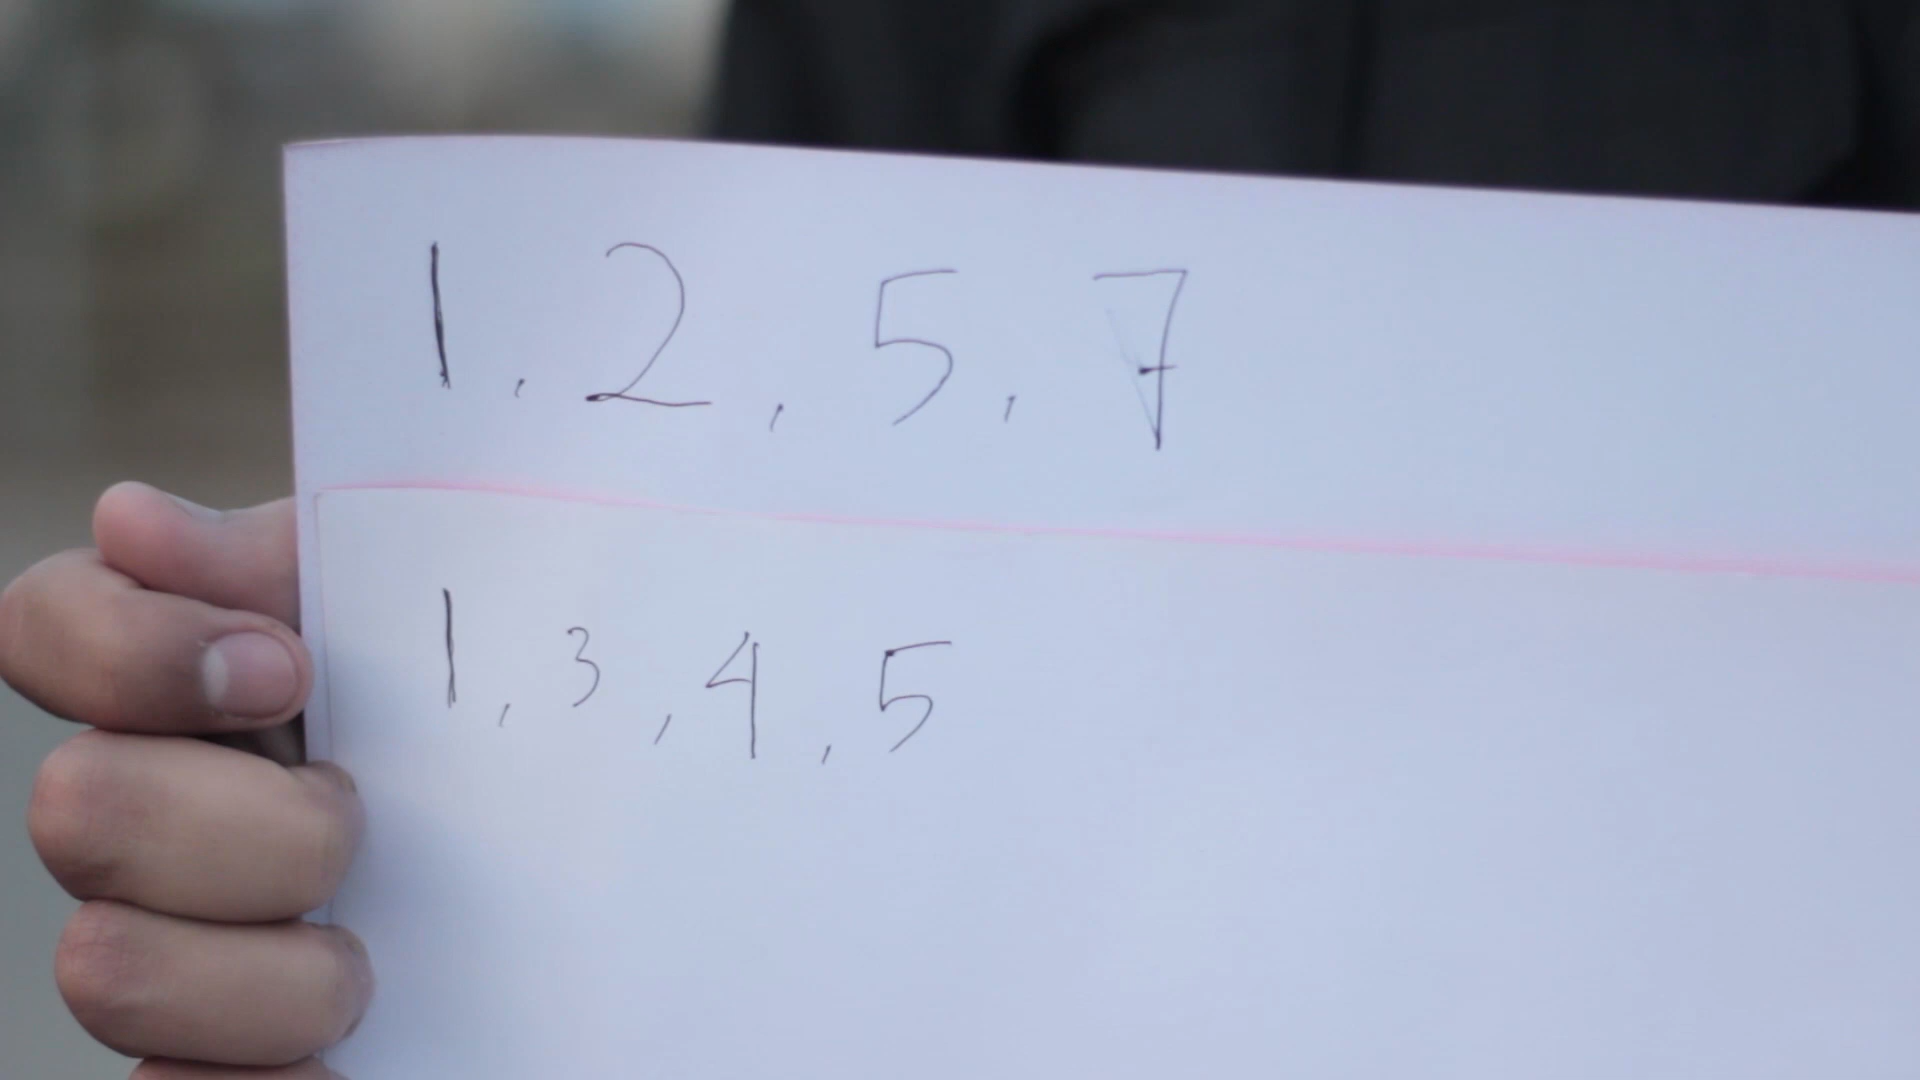 1, 2, 5, 7
1, 3, 4, 5